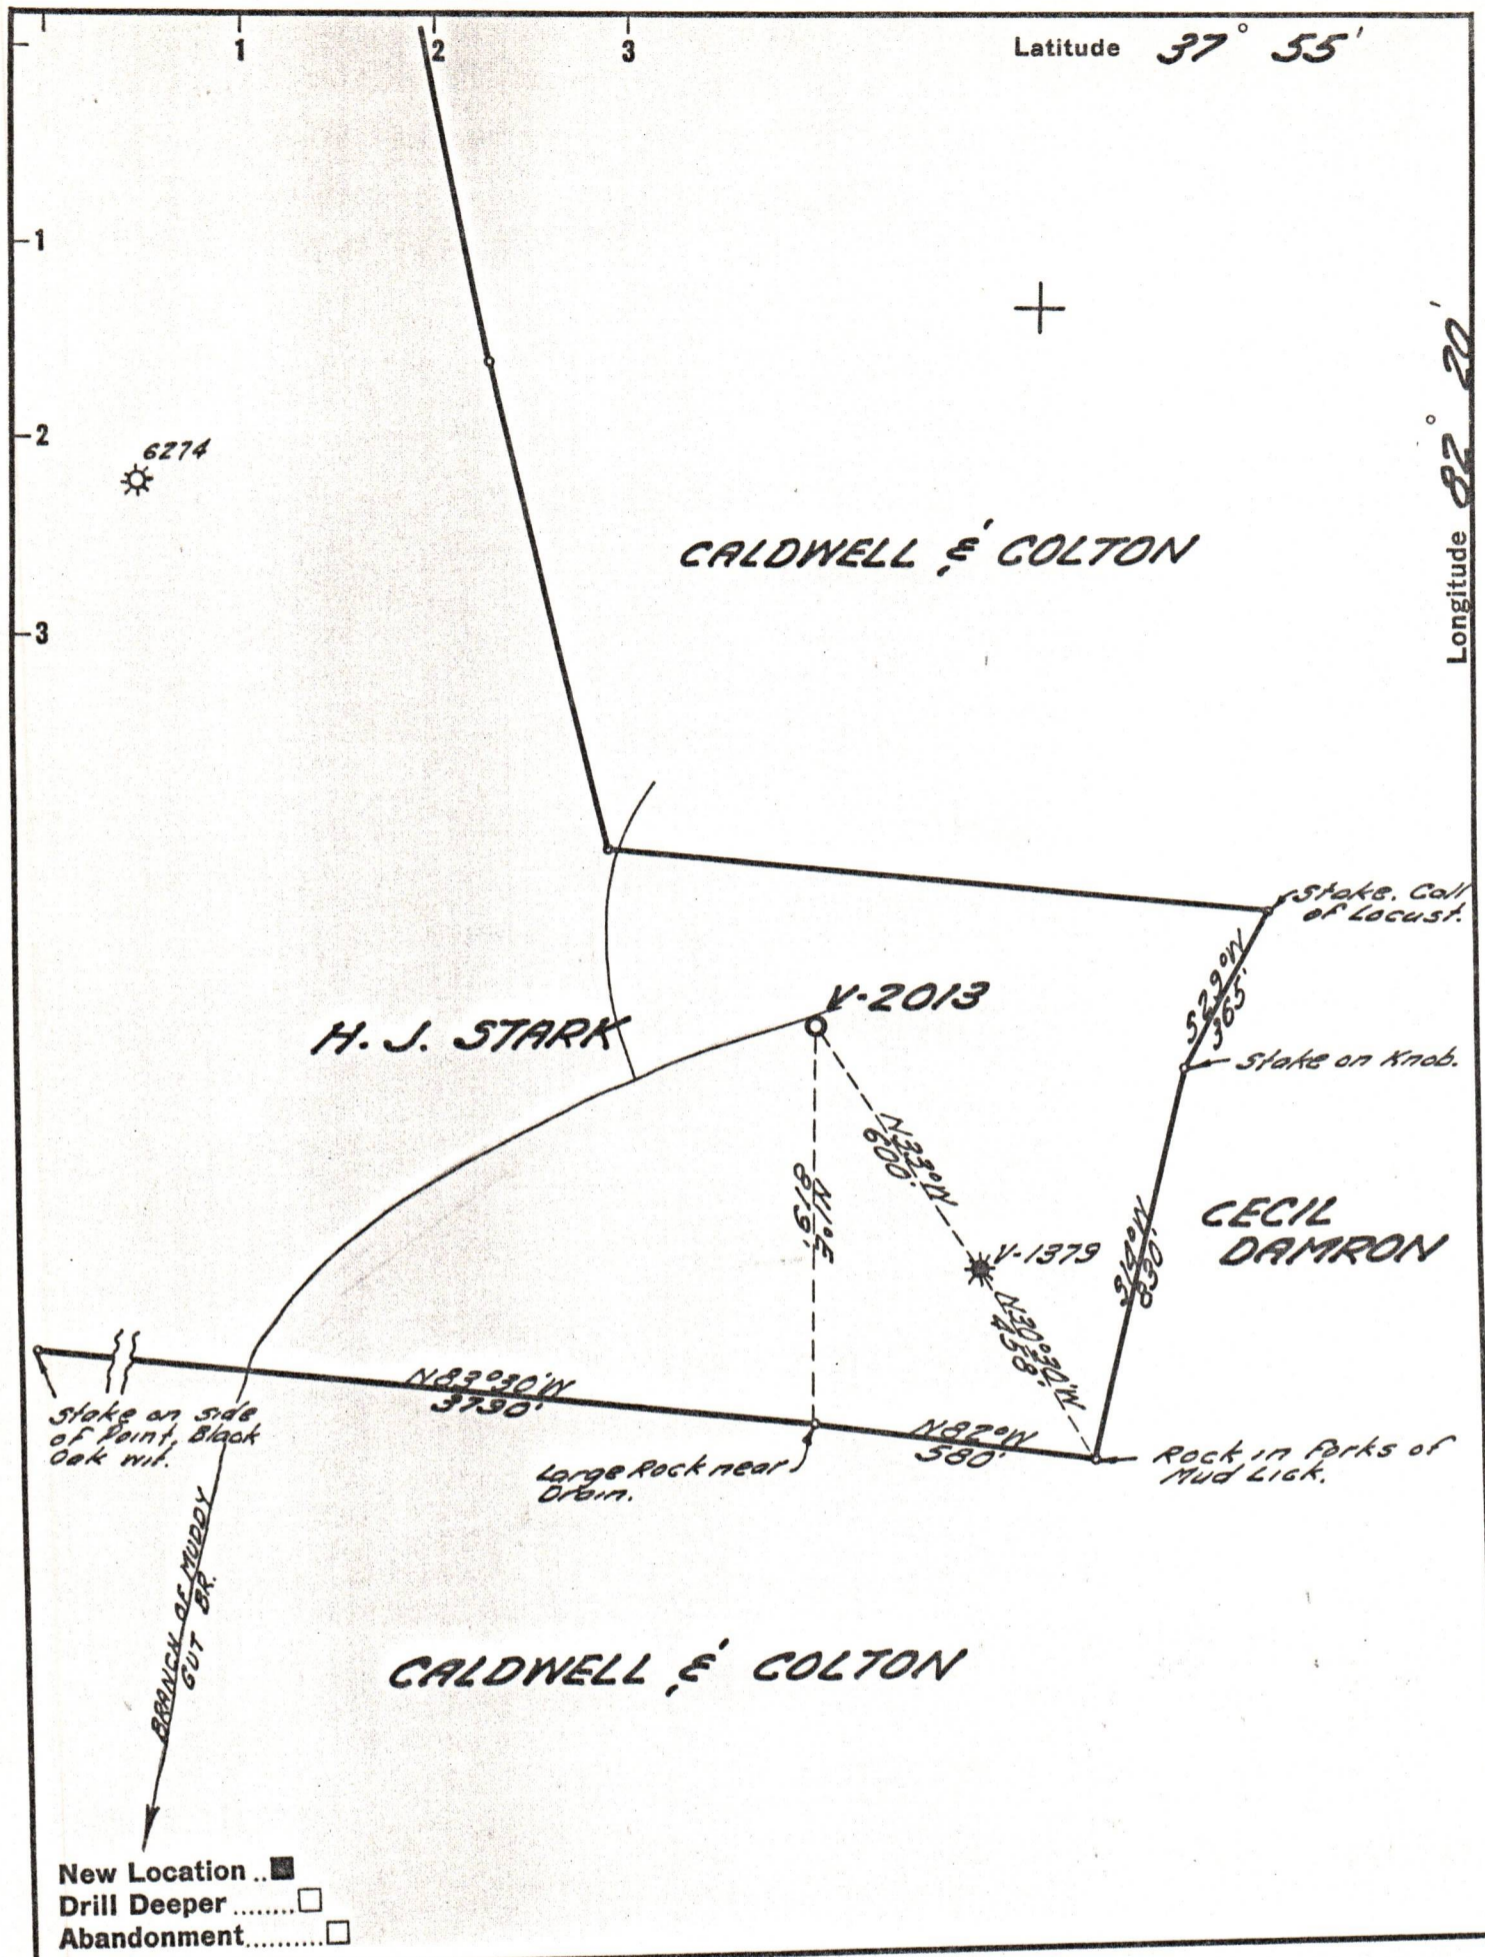 1 2 3
Latitude 37° 55'
1
2
3
Longitude 82° 20'
6274
CALDWELL & COLTON
Stake. Call
of Locust.
S29°W
365'
V-2013
H. J. STARK
Stake on Knob.
N33°W
600'
N1°E
819'
V-1379
CECIL
DAMRON
S14°W
830'
N30°30'W
458'
N83°30'W
3790'
Stake on side
of Point, Black
Oak wit.
N82°W
580'
Large Rock near
Drain.
Rock in Forks of
Mud Lick.
BRANCH OF MUDDY
GUT BR.
CALDWELL & COLTON
New Location ..■
Drill Deeper ........□
Abandonment..........□